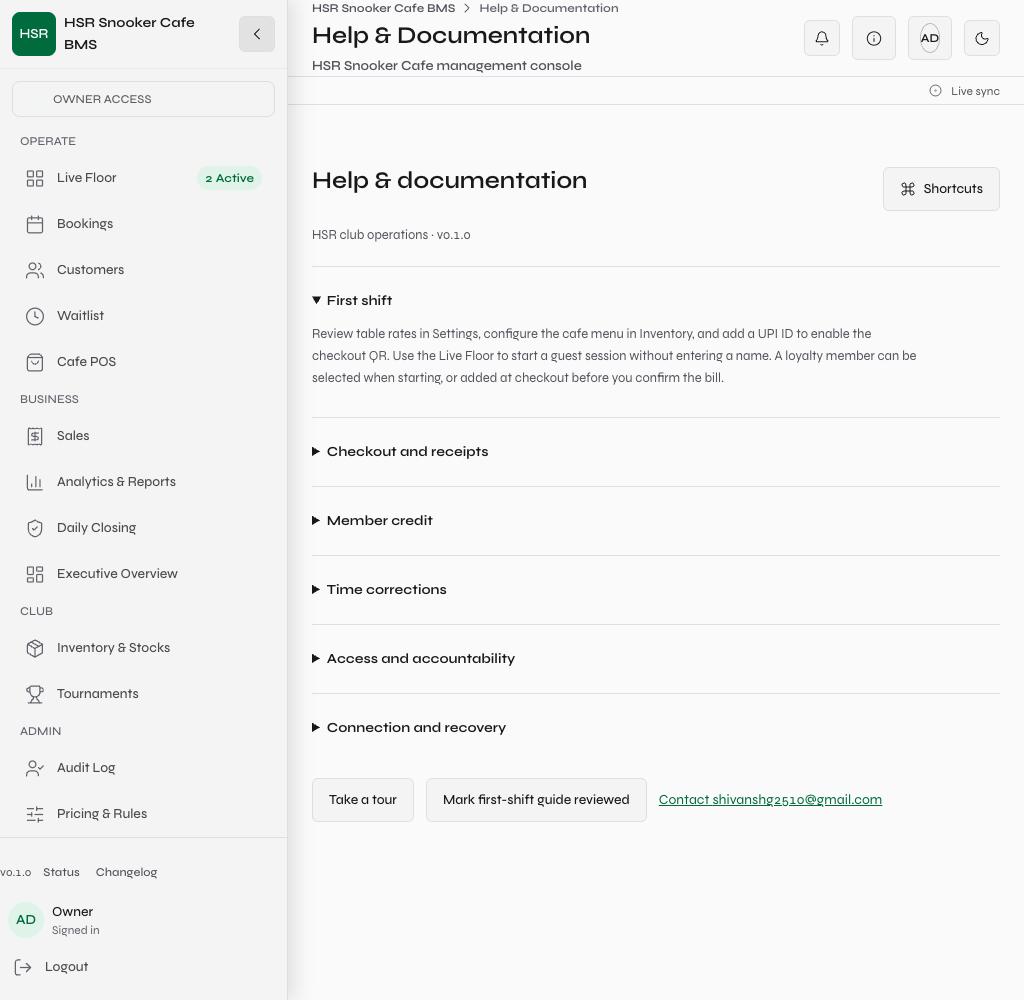 HSR
HSR Snooker Cafe
BMS
OWNER ACCESS
OPERATE
Live Floor
2 Active
Bookings
Customers
Waitlist
Cafe POS
BUSINESS
Sales
Analytics & Reports
Daily Closing
Executive Overview
CLUB
Inventory & Stocks
Tournaments
ADMIN
Audit Log
Pricing & Rules
v0.1.0 Status Changelog
AD
Owner
Signed in
Logout
HSR Snooker Cafe BMS > Help & Documentation
Help & Documentation
HSR Snooker Cafe management console
AD
Live sync
Help & documentation
Shortcuts
HSR club operations · v0.1.0
First shift
Review table rates in Settings, configure the cafe menu in Inventory, and add a UPI ID to enable the
checkout QR. Use the Live Floor to start a guest session without entering a name. A loyalty member can be
selected when starting, or added at checkout before you confirm the bill.
Checkout and receipts
Member credit
Time corrections
Access and accountability
Connection and recovery
Take a tour
Mark first-shift guide reviewed
Contact shivanshg2510@gmail.com